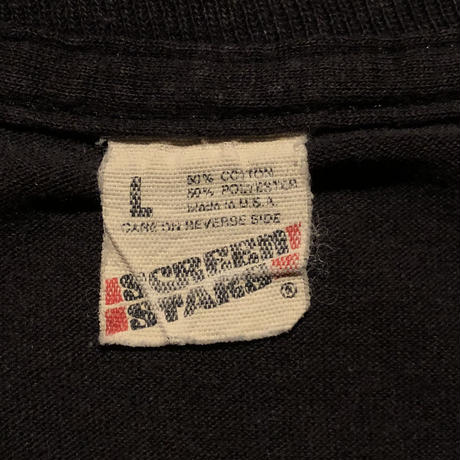 L
50% COTTON
50% POLYESTER
Made in U.S.A.
CARE ON REVERSE SIDE
SCREEN
STARS
®